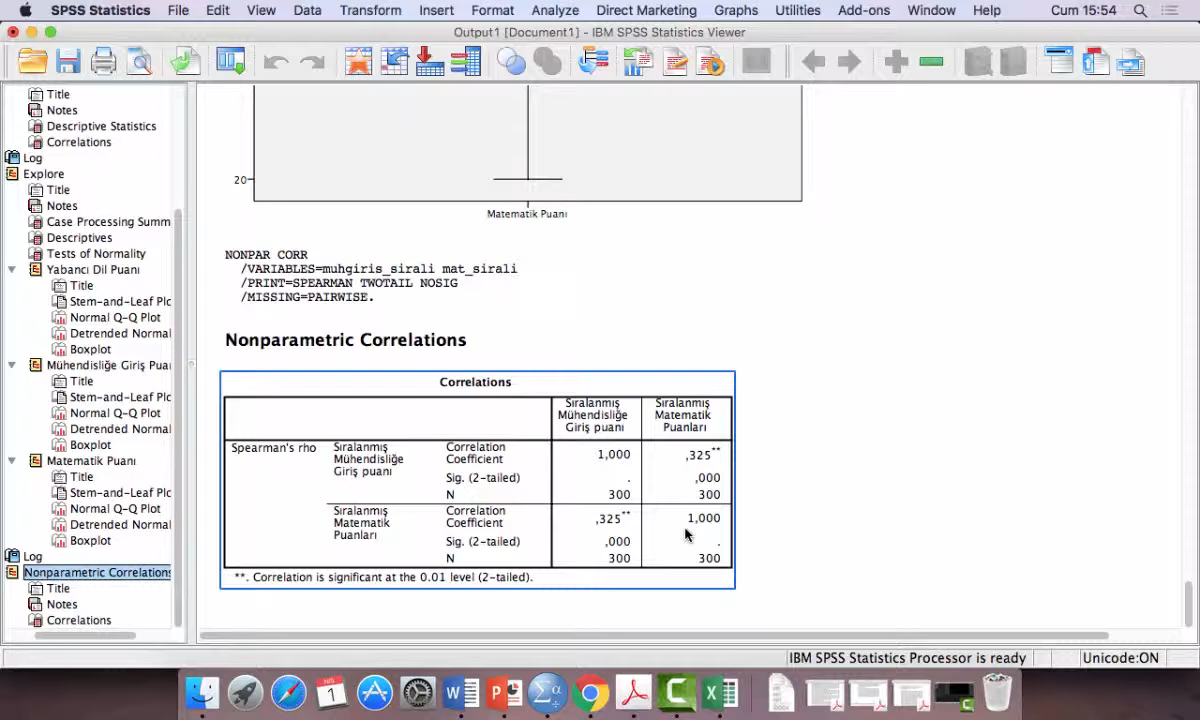 SPSS Statistics File Edit View Data Transform Insert Format Analyze Direct Marketing Graphs Utilities Add-ons Window Help Cum 15:54
Output1 [Document1] - IBM SPSS Statistics Viewer
Title
Notes
Descriptive Statistics
Correlations
Log
Explore
Title
Notes
Case Processing Summ
Descriptives
Tests of Normality
Yabancı Dil Puanı
Title
Stem-and-Leaf Plo
Normal Q-Q Plot
Detrended Normal
Boxplot
Mühendisliğe Giriş Puan
Title
Stem-and-Leaf Plo
Normal Q-Q Plot
Detrended Normal
Boxplot
Matematik Puanı
Title
Stem-and-Leaf Plo
Normal Q-Q Plot
Detrended Normal
Boxplot
Log
Nonparametric Correlations
Title
Notes
Correlations
20
Matematik Puanı
NONPAR CORR
/VARIABLES=muhgiris_sirali mat_sirali
/PRINT=SPEARMAN TWOTAIL NOSIG
/MISSING=PAIRWISE.
Nonparametric Correlations
Correlations
Sıralanmış Mühendisliğe Giriş puanı
Sıralanmış Matematik Puanları
Spearman's rho Sıralanmış Mühendisliğe Giriş puanı Correlation Coefficient 1,000 ,325**
Sig. (2-tailed) . ,000
N 300 300
Sıralanmış Matematik Puanları Correlation Coefficient ,325** 1,000
Sig. (2-tailed) ,000 .
N 300 300
**. Correlation is significant at the 0.01 level (2-tailed).
IBM SPSS Statistics Processor is ready Unicode:ON